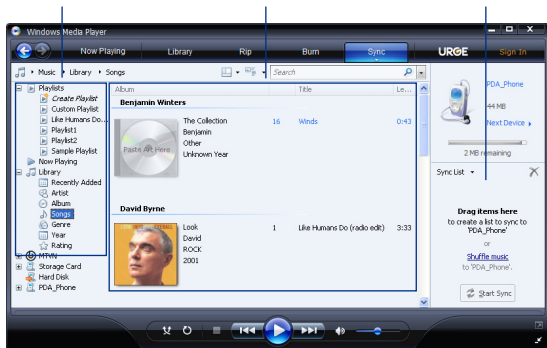 Windows Media Player
Now Playing Library Rip Burn Sync URGE Sign In
Music Library Songs
Search
Playlists
Create Playlist
Custom Playlist
Like Humans Do...
Playlist1
Playlist2
Sample Playlist
Now Playing
Library
Recently Added
Artist
Album
Songs
Genre
Year
Rating
MTVN
Storage Card
Hard Disk
PDA_Phone
Album Title Le...
Benjamin Winters
Paste Art Here
The Collection 16 Winds 0:43
Benjamin
Other
Unknown Year
David Byrne
Look 1 Like Humans Do (radio edit) 3:33
David
ROCK
2001
PDA_Phone
44 MB
Next Device
2 MB remaining
Sync List
Drag items here
to create a list to sync to
'PDA_Phone'
or
Shuffle music
to 'PDA_Phone'.
Start Sync